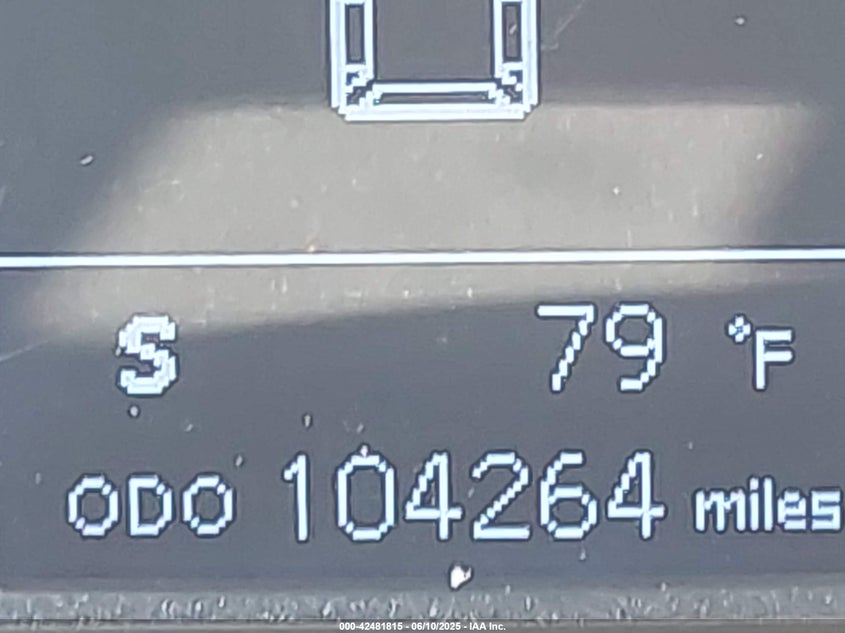 S 79 °F
ODO 104264 miles
000-42481815 - 06/10/2025 - IAA Inc.